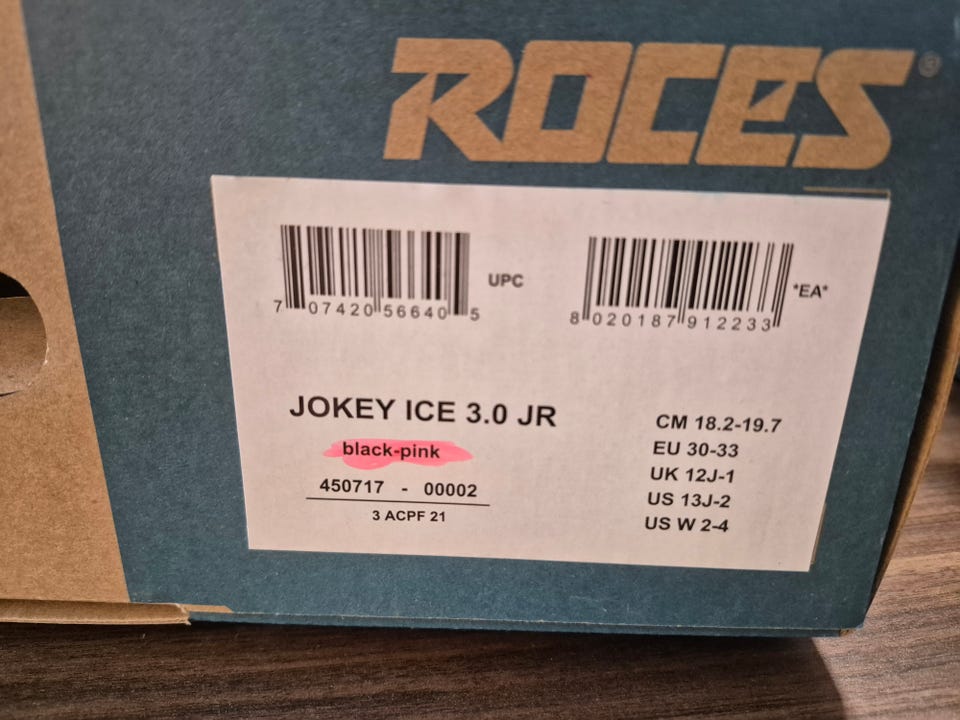 ROCES®
7 07420 56640 5
UPC
8 020187 912233
*EA*
JOKEY ICE 3.0 JR
black-pink
450717 - 00002
3 ACPF 21
CM 18.2-19.7
EU 30-33
UK 12J-1
US 13J-2
US W 2-4